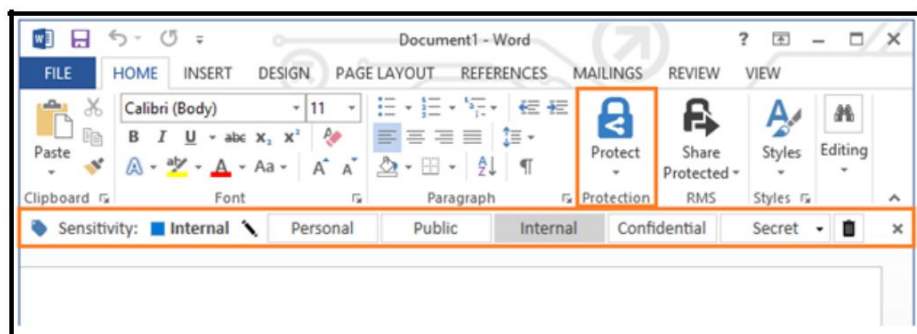 Document1 - Word
FILE HOME INSERT DESIGN PAGE LAYOUT REFERENCES MAILINGS REVIEW VIEW
Calibri (Body) 11
B I U abc X₂ X² A
Paste A aby A Aa A A Protect Share Protected Styles Editing
Clipboard Font Paragraph Protection RMS Styles
Sensitivity: Internal Personal Public Internal Confidential Secret